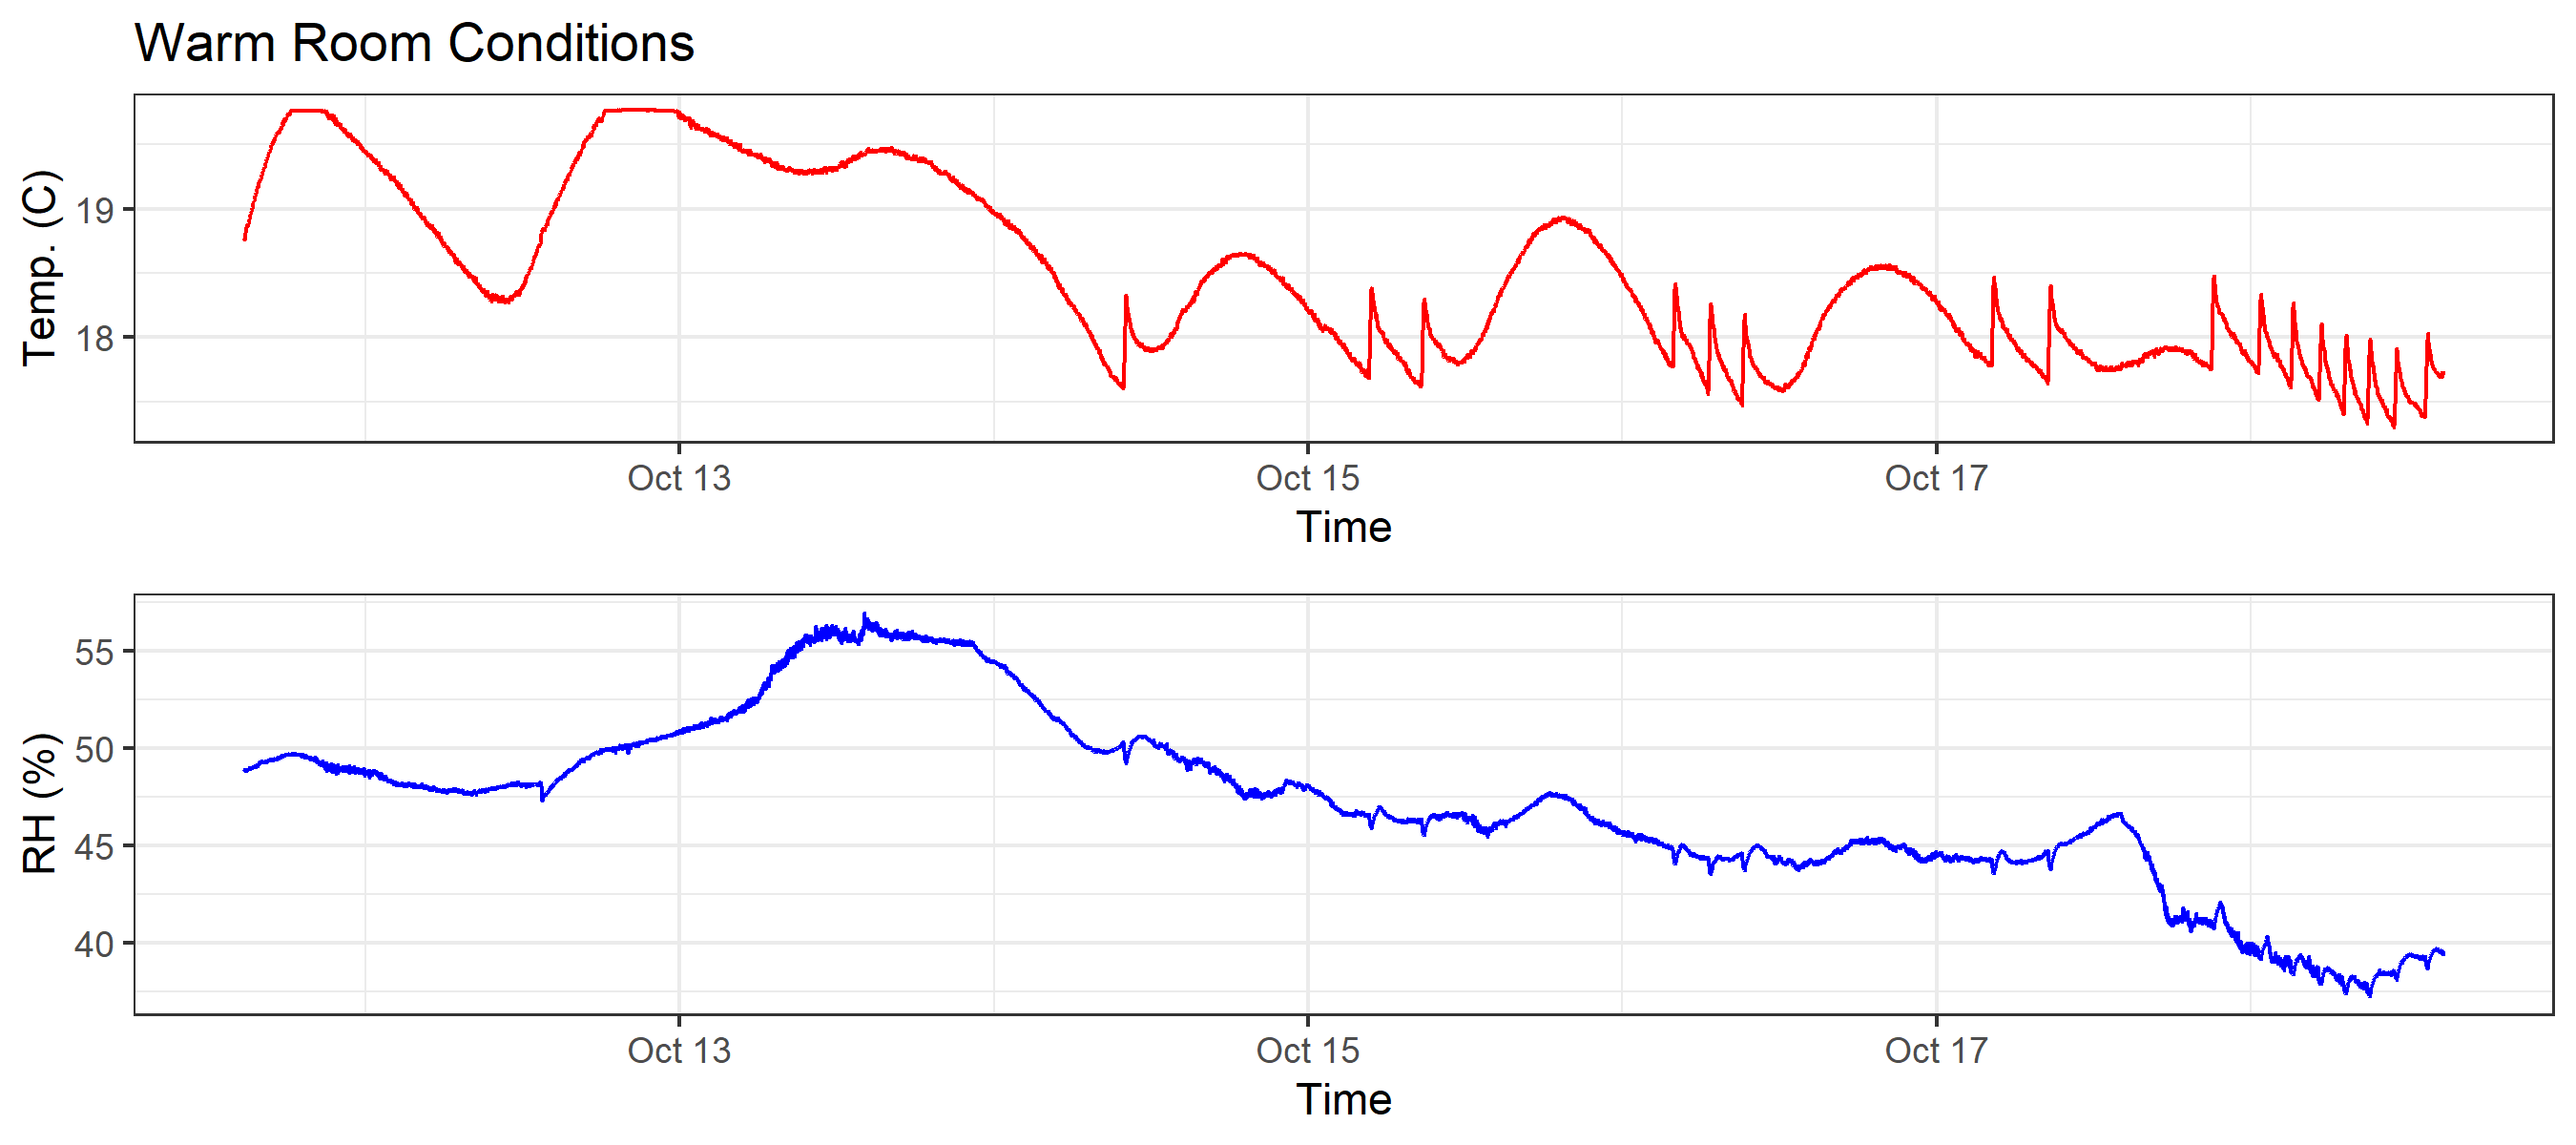 Warm Room Conditions
Temp. (C)
19
18
Oct 13 Oct 15 Oct 17
Time
RH (%)
55
50
45
40
Oct 13 Oct 15 Oct 17
Time